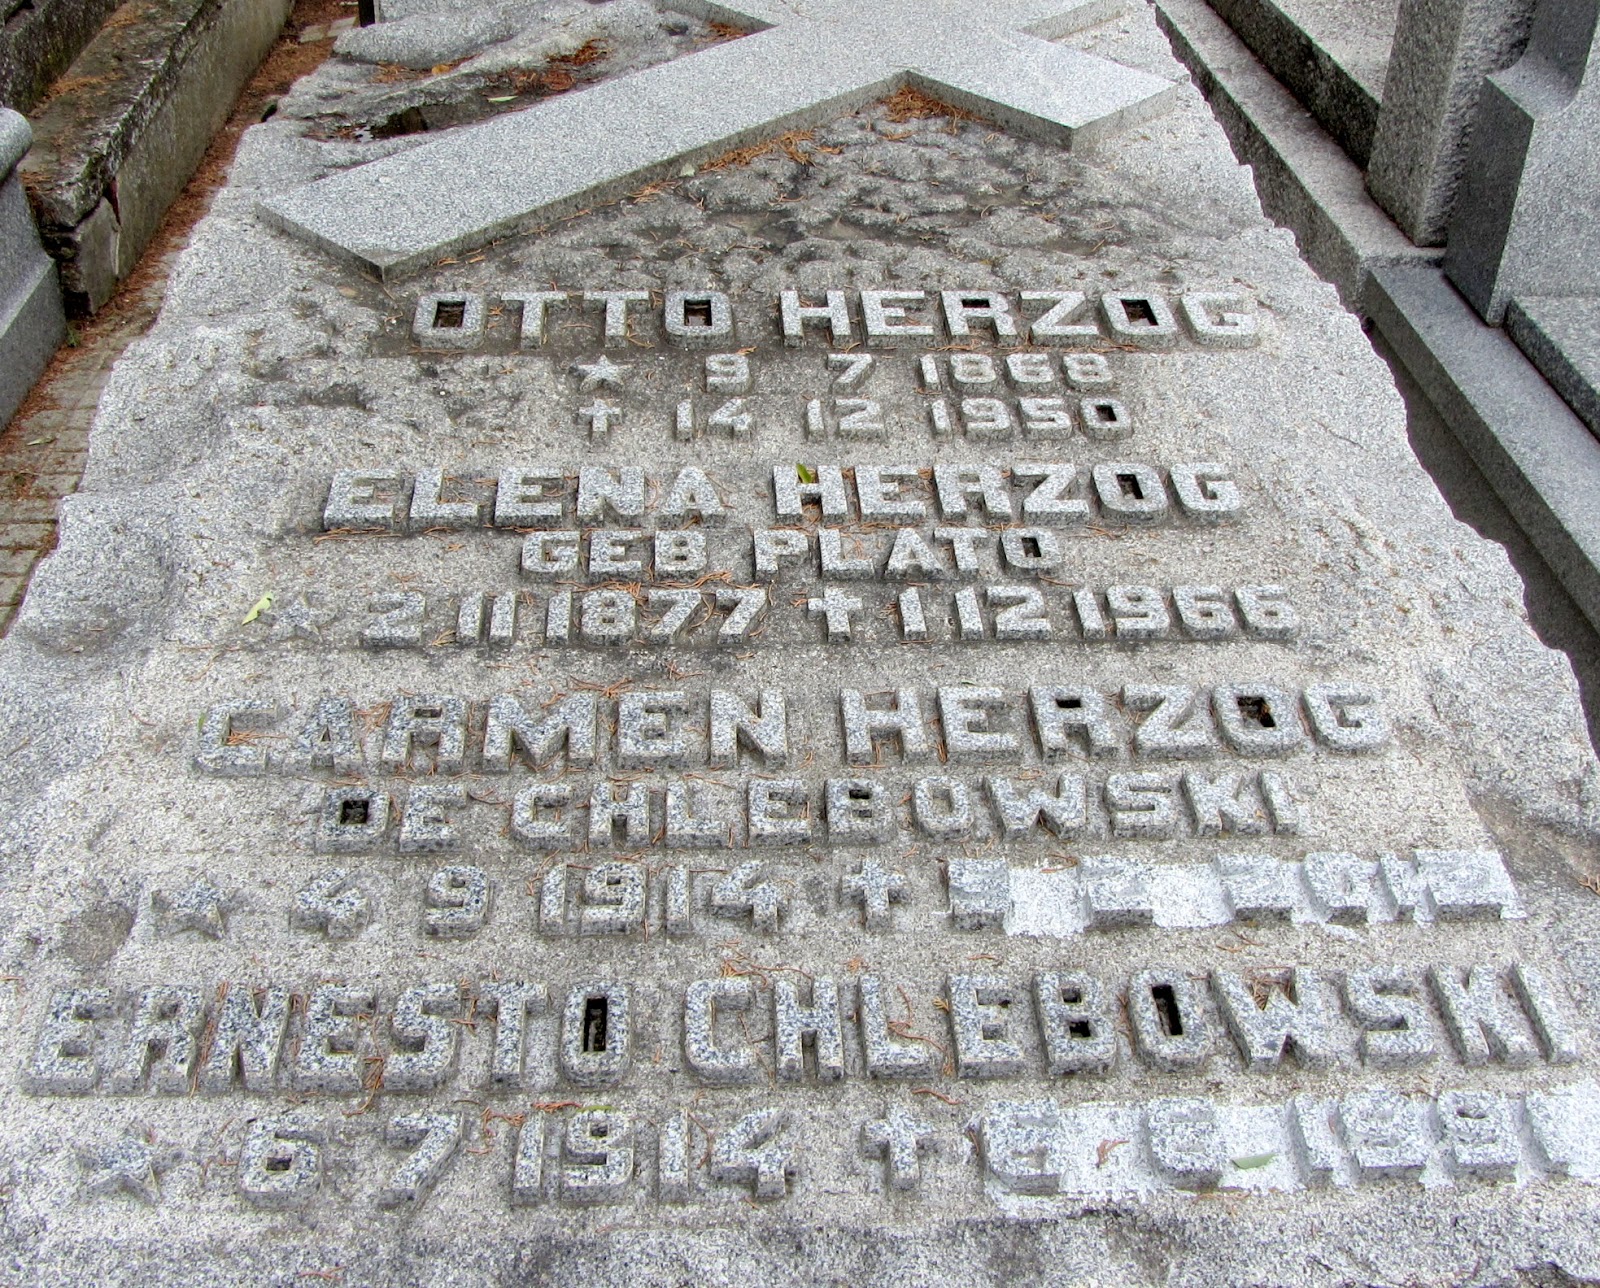 OTTO HERZOG
★ 9 7 1868
✝ 14 12 1950
ELENA HERZOG
GEB PLATO
★ 2 11 1877 ✝ 1 12 1966
CARMEN HERZOG
DE CHLEBOWSKI
★ 4 9 1914 ✝ 2012
ERNESTO CHLEBOWSKI
★ 6 7 1914 ✝